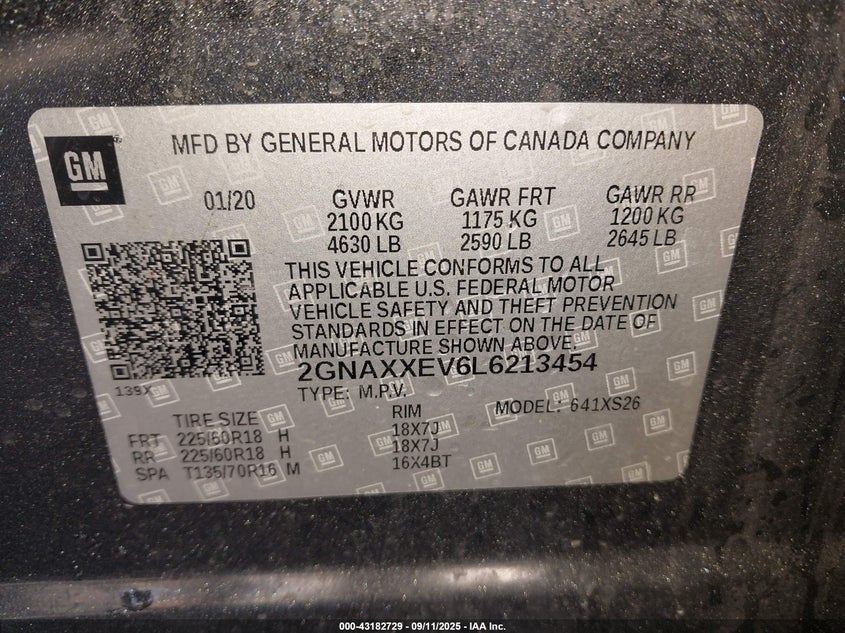 GM
MFD BY GENERAL MOTORS OF CANADA COMPANY
01/20 GVWR GAWR FRT GAWR RR
2100 KG 1175 KG 1200 KG
4630 LB 2590 LB 2645 LB
THIS VEHICLE CONFORMS TO ALL
APPLICABLE U.S. FEDERAL MOTOR
VEHICLE SAFETY AND THEFT PREVENTION
STANDARDS IN EFFECT ON THE DATE OF
MANUFACTURE SHOWN ABOVE.
2GNAXXEV6L6213454
139X
TYPE: M.P.V. MODEL: 641XS26
TIRE SIZE RIM
FRT 225/60R18 H 18X7J
RR 225/60R18 H 18X7J
SPA T135/70R16 M 16X4BT
000-43182729 - 09/11/2025 - IAA Inc.